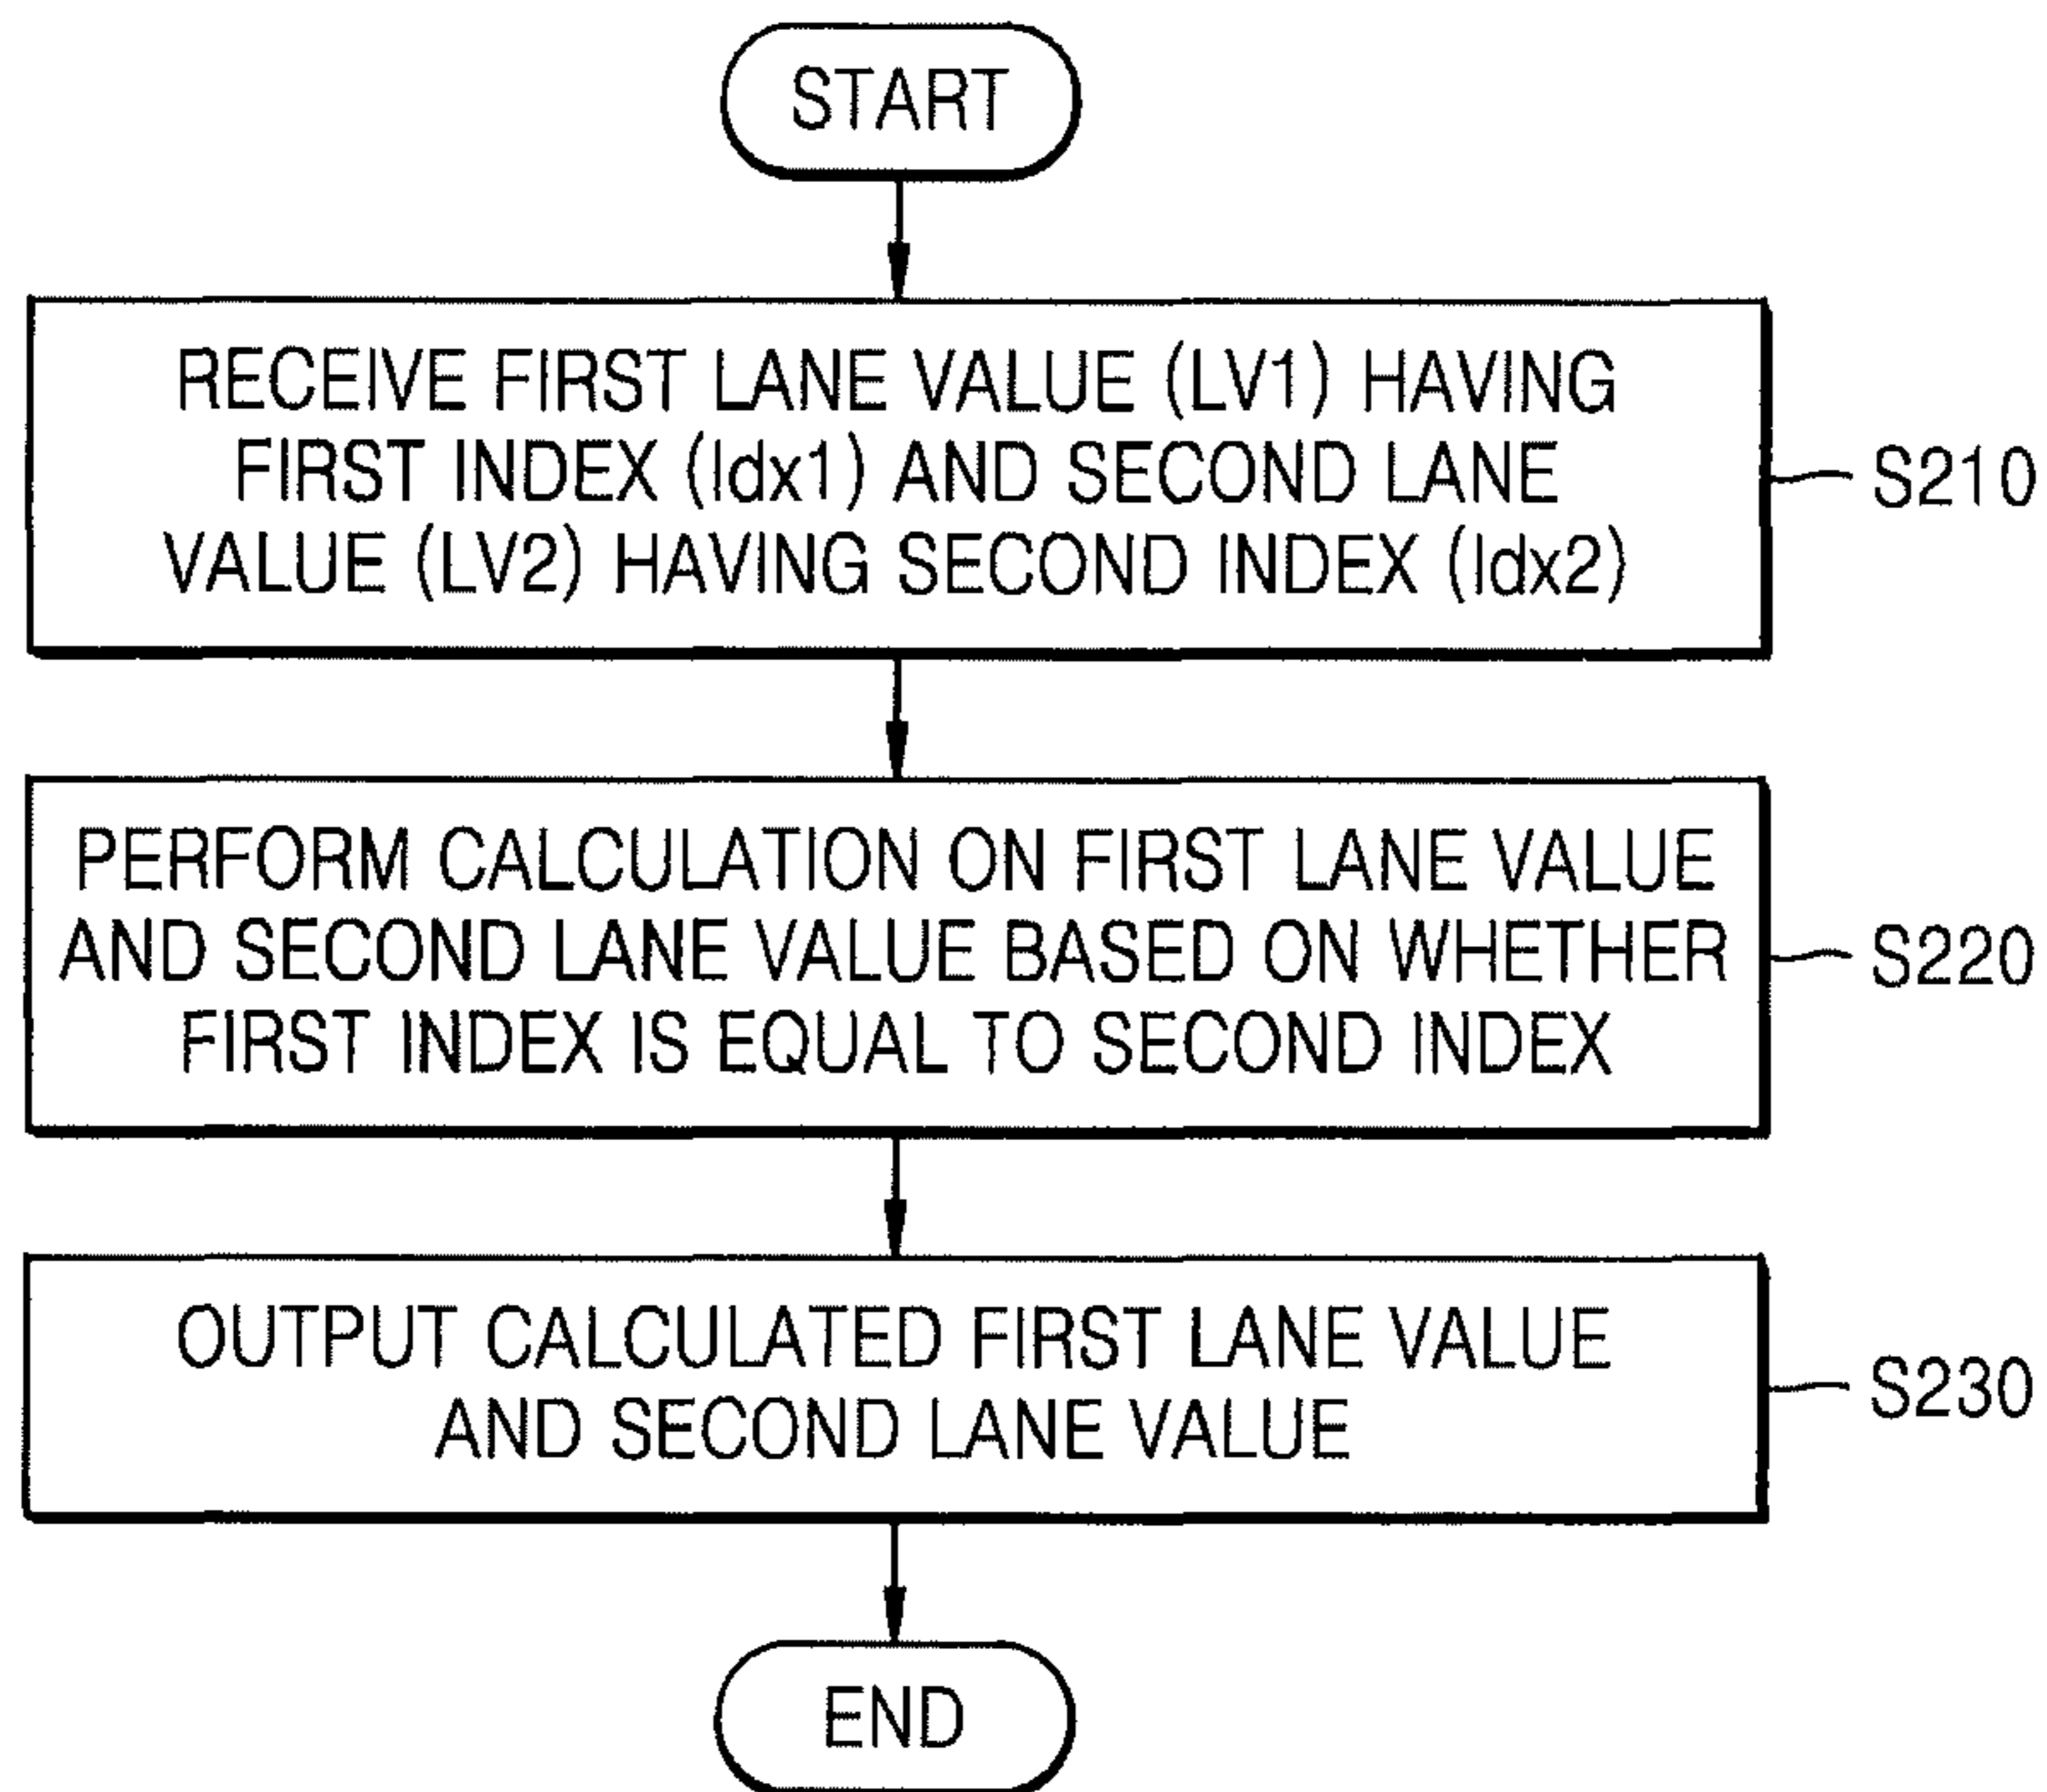 START
RECEIVE FIRST LANE VALUE (LV1) HAVING
FIRST INDEX (Idx1) AND SECOND LANE
VALUE (LV2) HAVING SECOND INDEX (Idx2)
S210
PERFORM CALCULATION ON FIRST LANE VALUE
AND SECOND LANE VALUE BASED ON WHETHER
FIRST INDEX IS EQUAL TO SECOND INDEX
S220
OUTPUT CALCULATED FIRST LANE VALUE
AND SECOND LANE VALUE
S230
END